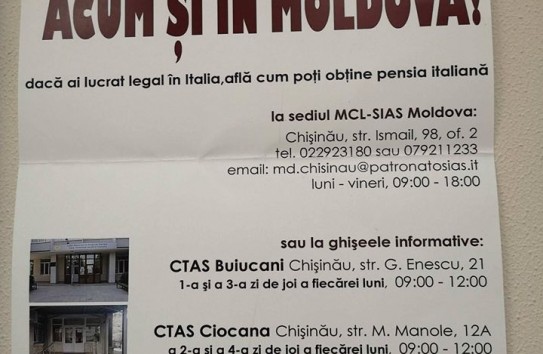 ACUM ȘI ÎN MOLDOVA!
dacă ai lucrat legal în Italia,află cum poți obține pensia italiană
la sediul MCL-SIAS Moldova:
Chișinău, str. Ismail, 98, of. 2
tel. 022923180 sau 079211233
email: md.chisinau@patronatosias.it
luni - vineri, 09:00 - 18:00
sau la ghișeele informative:
CTAS Buiucani Chișinău, str. G. Enescu, 21
1-a și a 3-a zi de joi a fiecărei luni, 09:00 - 12:00
CTAS Ciocana Chișinău, str. M. Manole, 12A
a 2-a și a 4-a zi de joi a fiecărei luni, 09:00 - 12:00